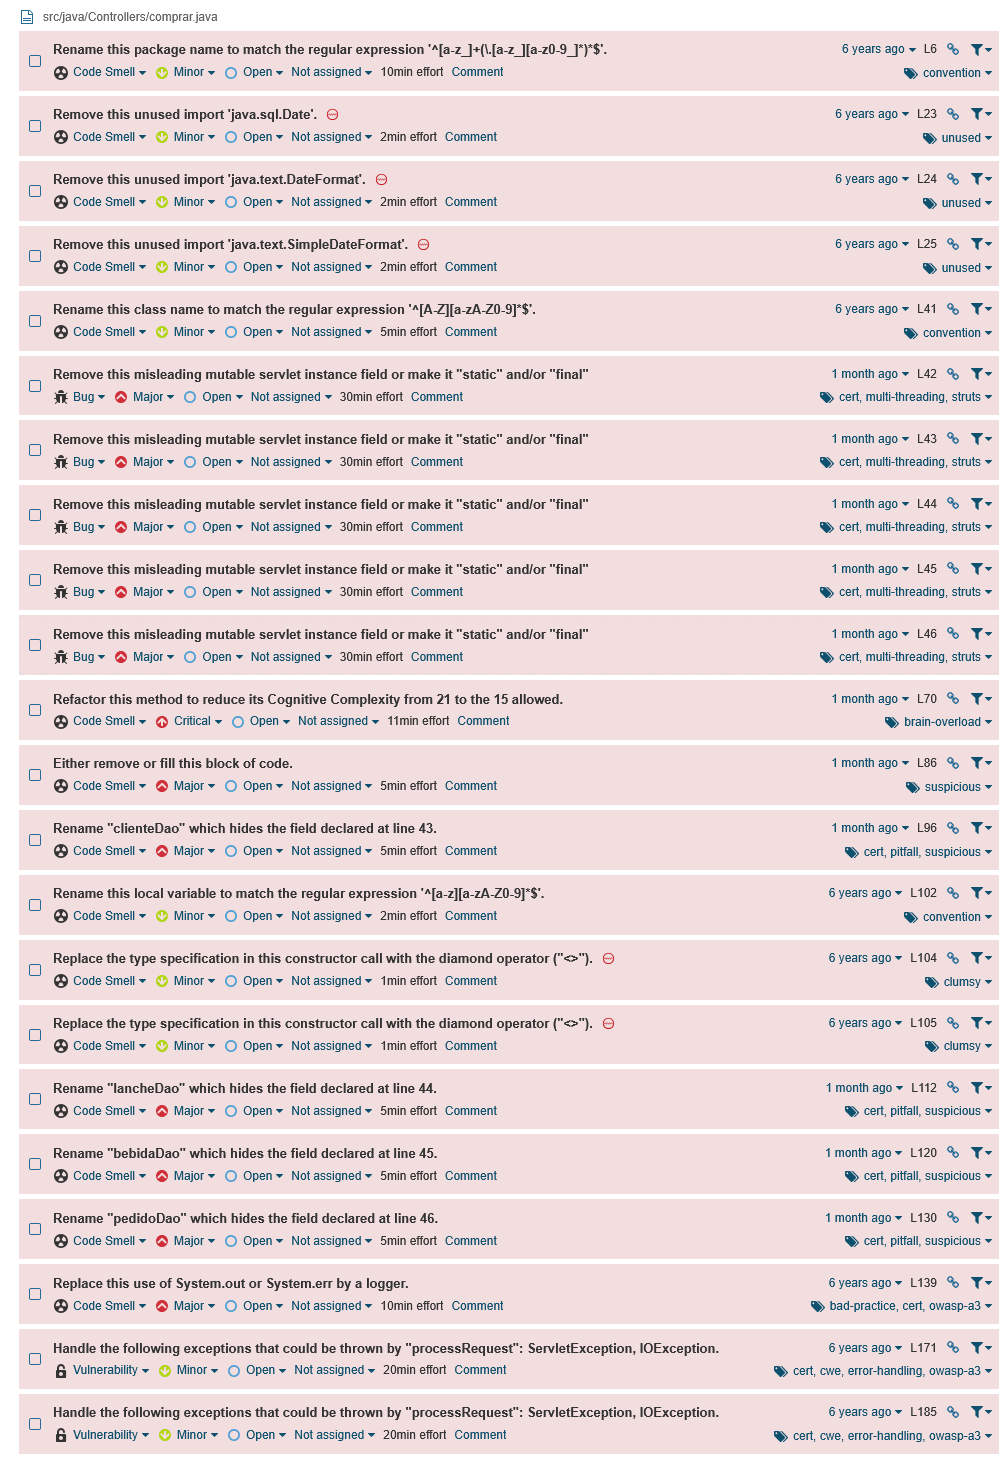 src/java/Controllers/comprar.java
Rename this package name to match the regular expression '^[a-z_]+(\.[a-z_][a-z0-9_]*)*$'. 6 years ago L6
Code Smell Minor Open Not assigned 10min effort Comment convention
Remove this unused import 'java.sql.Date'. 6 years ago L23
Code Smell Minor Open Not assigned 2min effort Comment unused
Remove this unused import 'java.text.DateFormat'. 6 years ago L24
Code Smell Minor Open Not assigned 2min effort Comment unused
Remove this unused import 'java.text.SimpleDateFormat'. 6 years ago L25
Code Smell Minor Open Not assigned 2min effort Comment unused
Rename this class name to match the regular expression '^[A-Z][a-zA-Z0-9]*$'. 6 years ago L41
Code Smell Minor Open Not assigned 5min effort Comment convention
Remove this misleading mutable servlet instance field or make it "static" and/or "final" 1 month ago L42
Bug Major Open Not assigned 30min effort Comment cert, multi-threading, struts
Remove this misleading mutable servlet instance field or make it "static" and/or "final" 1 month ago L43
Bug Major Open Not assigned 30min effort Comment cert, multi-threading, struts
Remove this misleading mutable servlet instance field or make it "static" and/or "final" 1 month ago L44
Bug Major Open Not assigned 30min effort Comment cert, multi-threading, struts
Remove this misleading mutable servlet instance field or make it "static" and/or "final" 1 month ago L45
Bug Major Open Not assigned 30min effort Comment cert, multi-threading, struts
Remove this misleading mutable servlet instance field or make it "static" and/or "final" 1 month ago L46
Bug Major Open Not assigned 30min effort Comment cert, multi-threading, struts
Refactor this method to reduce its Cognitive Complexity from 21 to the 15 allowed. 1 month ago L70
Code Smell Critical Open Not assigned 11min effort Comment brain-overload
Either remove or fill this block of code. 1 month ago L86
Code Smell Major Open Not assigned 5min effort Comment suspicious
Rename "clienteDao" which hides the field declared at line 43. 1 month ago L96
Code Smell Major Open Not assigned 5min effort Comment cert, pitfall, suspicious
Rename this local variable to match the regular expression '^[a-z][a-zA-Z0-9]*$'. 6 years ago L102
Code Smell Minor Open Not assigned 2min effort Comment convention
Replace the type specification in this constructor call with the diamond operator ("<>"). 6 years ago L104
Code Smell Minor Open Not assigned 1min effort Comment clumsy
Replace the type specification in this constructor call with the diamond operator ("<>"). 6 years ago L105
Code Smell Minor Open Not assigned 1min effort Comment clumsy
Rename "lancheDao" which hides the field declared at line 44. 1 month ago L112
Code Smell Major Open Not assigned 5min effort Comment cert, pitfall, suspicious
Rename "bebidaDao" which hides the field declared at line 45. 1 month ago L120
Code Smell Major Open Not assigned 5min effort Comment cert, pitfall, suspicious
Rename "pedidoDao" which hides the field declared at line 46. 1 month ago L130
Code Smell Major Open Not assigned 5min effort Comment cert, pitfall, suspicious
Replace this use of System.out or System.err by a logger. 6 years ago L139
Code Smell Major Open Not assigned 10min effort Comment bad-practice, cert, owasp-a3
Handle the following exceptions that could be thrown by "processRequest": ServletException, IOException. 6 years ago L171
Vulnerability Minor Open Not assigned 20min effort Comment cert, cwe, error-handling, owasp-a3
Handle the following exceptions that could be thrown by "processRequest": ServletException, IOException. 6 years ago L185
Vulnerability Minor Open Not assigned 20min effort Comment cert, cwe, error-handling, owasp-a3